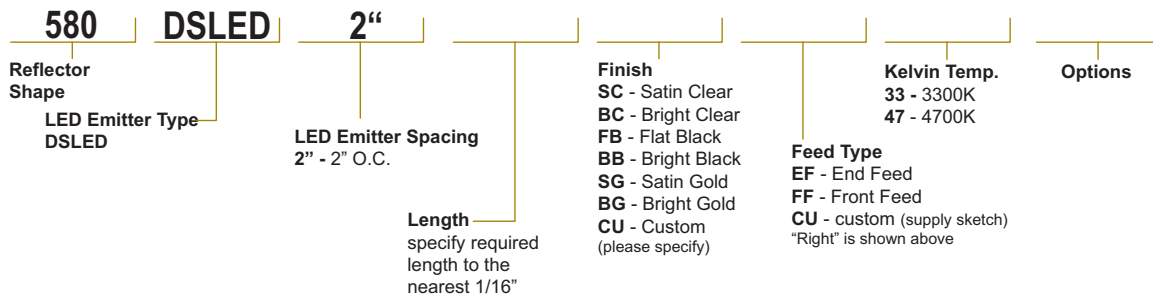 580 DSLED 2“
Reflector
Shape
LED Emitter Type
DSLED
LED Emitter Spacing
2” - 2” O.C.
Length
specify required
length to the
nearest 1/16”
Finish
SC - Satin Clear
BC - Bright Clear
FB - Flat Black
BB - Bright Black
SG - Satin Gold
BG - Bright Gold
CU - Custom
(please specify)
Feed Type
EF - End Feed
FF - Front Feed
CU - custom (supply sketch)
“Right” is shown above
Kelvin Temp.
33 - 3300K
47 - 4700K
Options